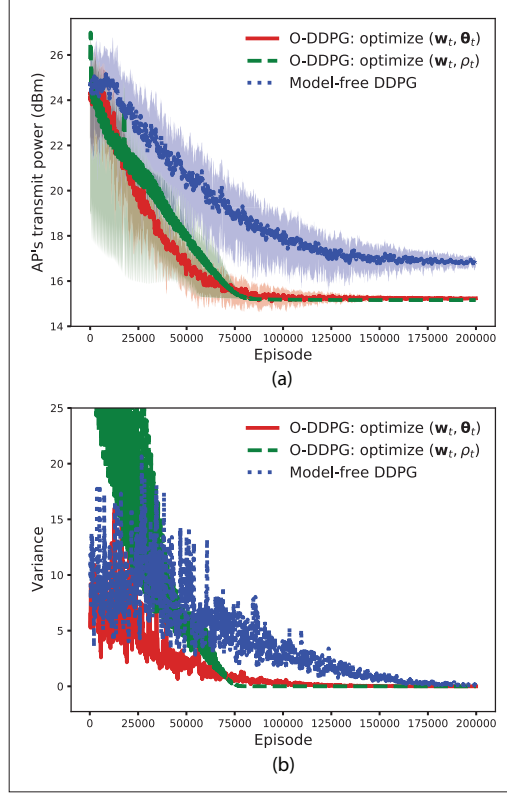 O-DDPG: optimize (w_t, θ_t)
O-DDPG: optimize (w_t, ρ_t)
Model-free DDPG
AP's transmit power (dBm)
26
24
22
20
18
16
14
0 25000 50000 75000 100000 125000 150000 175000 200000
Episode
(a)
O-DDPG: optimize (w_t, θ_t)
O-DDPG: optimize (w_t, ρ_t)
Model-free DDPG
Variance
25
20
15
10
5
0
0 25000 50000 75000 100000 125000 150000 175000 200000
Episode
(b)